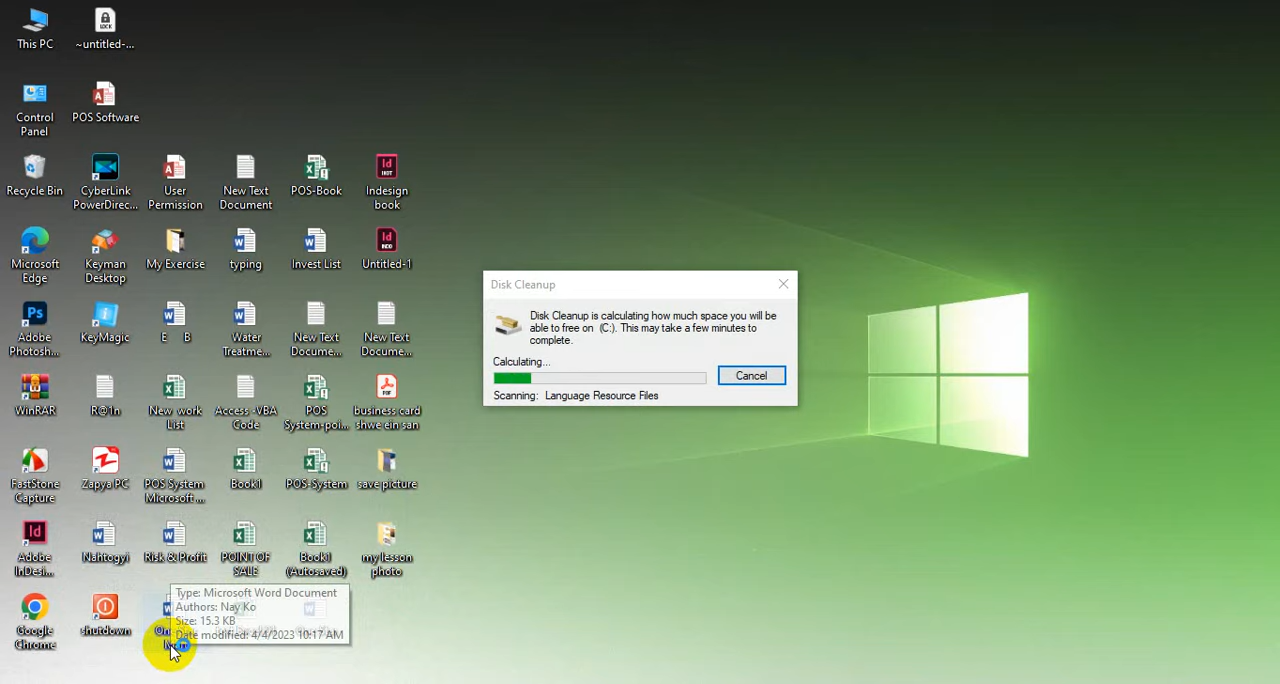 This PC
~untitled-...
Control
Panel
POS Software
Recycle Bin
CyberLink
PowerDirec...
User
Permission
New Text
Document
POS-Book
Indesign
book
Microsoft
Edge
Keyman
Desktop
My Exercise
typing
Invest List
Untitled-1
Adobe
Photosh...
KeyMagic
E B
Water
Treatme...
New Text
Docume...
New Text
Docume...
WinRAR
R@1n
New work
List
Access -VBA
Code
POS
System-poi...
business card
shwe ein san
FastStone
Capture
Zapya PC
POS System
Microsoft ...
Book1
POS-System
save picture
Adobe
InDesi...
Nahtogyi
Risk & Profit
POINT OF
SALE
Book1
(Autosaved)
my lesson
photo
Google
Chrome
shutdown
Type: Microsoft Word Document
Authors: Nay Ko
Size: 15.3 KB
Date modified: 4/4/2023 10:17 AM
Disk Cleanup
Disk Cleanup is calculating how much space you will be
able to free on (C:). This may take a few minutes to
complete.
Calculating...
Cancel
Scanning: Language Resource Files